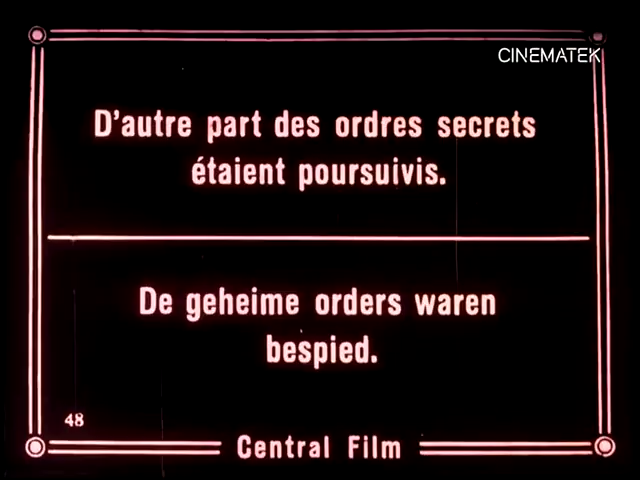 CINEMATEK
D'autre part des ordres secrets
étaient poursuivis.
De geheime orders waren
bespied.
48
Central Film